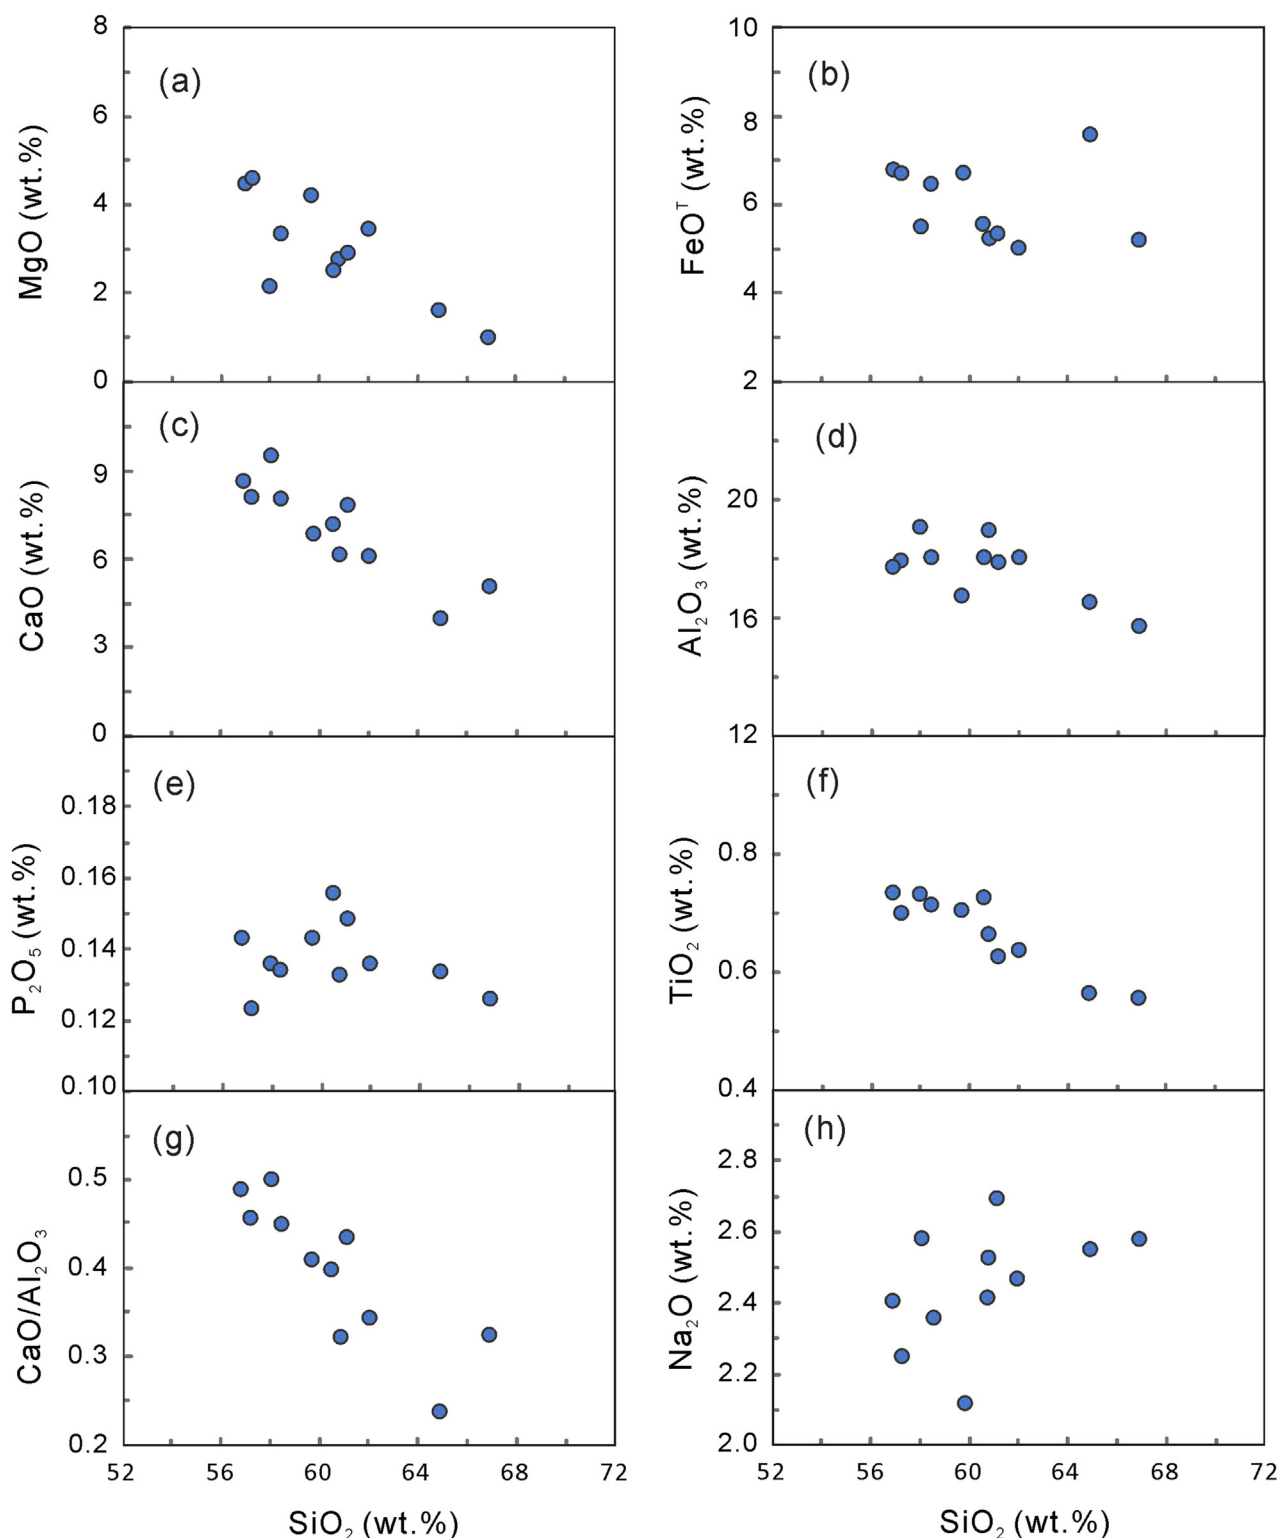 (a)
MgO (wt.%)
8
6
4
2
0
(b)
FeOᵀ (wt.%)
10
8
6
4
2
(c)
CaO (wt.%)
9
6
3
0
(d)
Al₂O₃ (wt.%)
20
16
12
(e)
P₂O₅ (wt.%)
0.18
0.16
0.14
0.12
0.10
(f)
TiO₂ (wt.%)
0.8
0.6
0.4
(g)
CaO/Al₂O₃
0.5
0.4
0.3
0.2
52 56 60 64 68 72
SiO₂ (wt.%)
(h)
Na₂O (wt.%)
2.8
2.6
2.4
2.2
2.0
52 56 60 64 68 72
SiO₂ (wt.%)